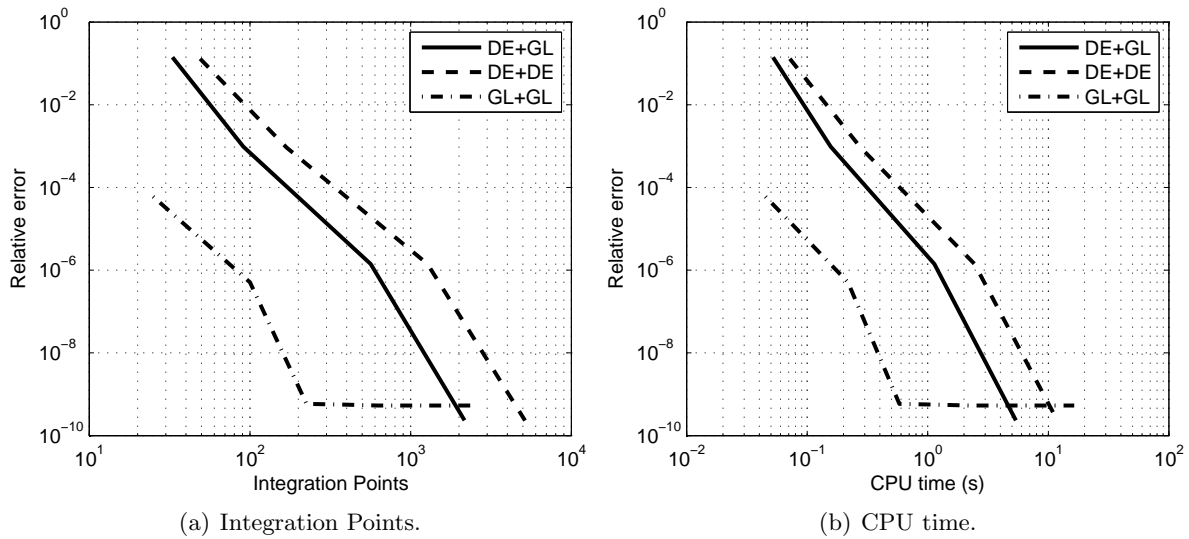 10^0
10^−2
10^−4
10^−6
10^−8
10^−10
Relative error
10^1
10^2
10^3
10^4
Integration Points
DE+GL
DE+DE
GL+GL
(a) Integration Points.
10^0
10^−2
10^−4
10^−6
10^−8
10^−10
Relative error
10^−2
10^−1
10^0
10^1
10^2
CPU time (s)
DE+GL
DE+DE
GL+GL
(b) CPU time.